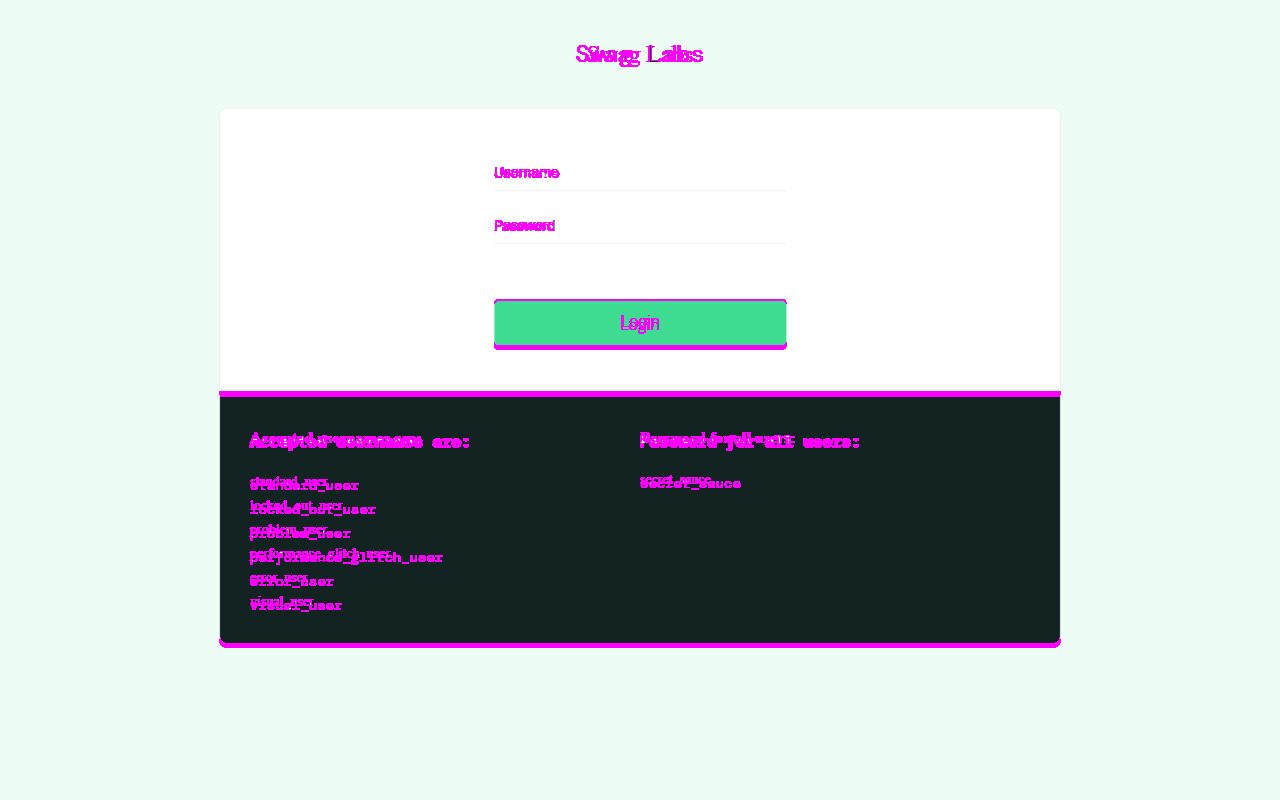 Swag Labs
Username
Password
Login
Accepted usernames are:
standard_user
locked_out_user
problem_user
performance_glitch_user
error_user
visual_user
Password for all users:
secret_sauce